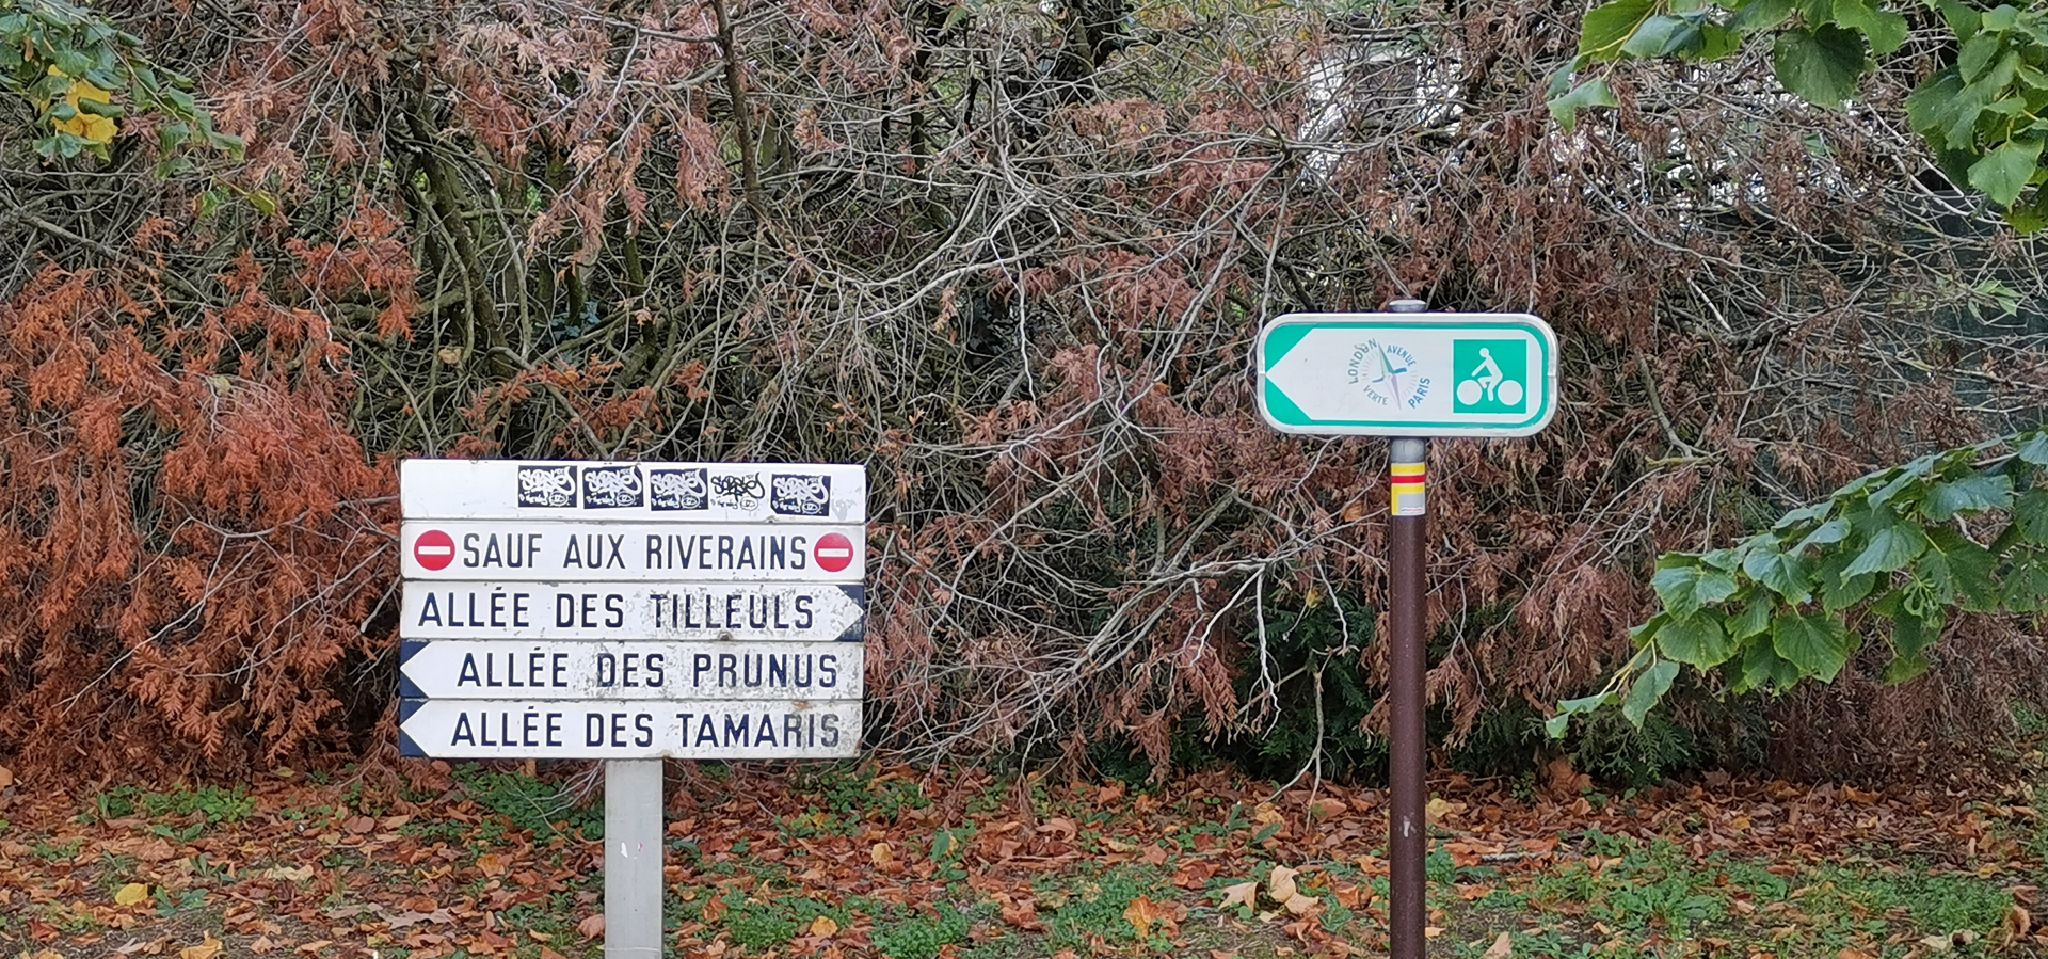 SAUF AUX RIVERAINS
ALLÉE DES TILLEULS
ALLÉE DES PRUNUS
ALLÉE DES TAMARIS
AVENUE
VERTE
LONDON
PARIS